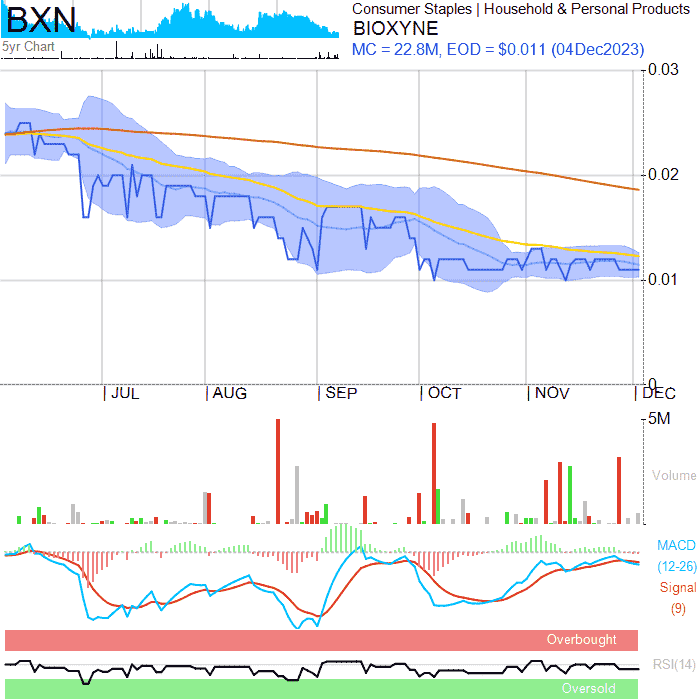 BXN
5yr Chart
Consumer Staples | Household & Personal Products
BIOXYNE
MC = 22.8M, EOD = $0.011 (04Dec2023)
0.03
0.02
0.01
0
JUL
AUG
SEP
OCT
NOV
DEC
5M
Volume
MACD
(12-26)
Signal
(9)
Overbought
RSI(14)
Oversold